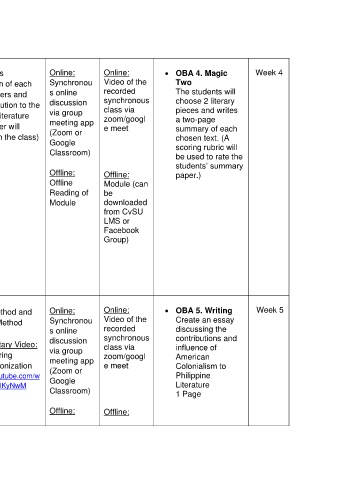 s
h of each
ers and
ution to the
iterature
er will
n the class)
Online:
Synchronou
s online
discussion
via group
meeting app
(Zoom or
Google
Classroom)
Offline:
Offline
Reading of
Module
Online:
Video of the
recorded
synchronous
class via
zoom/googl
e meet
Offline:
Module (can
be
downloaded
from CvSU
LMS or
Facebook
Group)
• OBA 4. Magic
Two
The students will
choose 2 literary
pieces and writes
a two-page
summary of each
chosen text. (A
scoring rubric will
be used to rate the
students' summary
paper.)
Week 4
thod and
Method
tary Video:
ring
onization
utube.com/w
IKyNwM
Online:
Synchronou
s online
discussion
via group
meeting app
(Zoom or
Google
Classroom)
Offline:
Online:
Video of the
recorded
synchronous
class via
zoom/googl
e meet
Offline:
• OBA 5. Writing
Create an essay
discussing the
contributions and
influence of
American
Colonialism to
Philippine
Literature
1 Page
Week 5